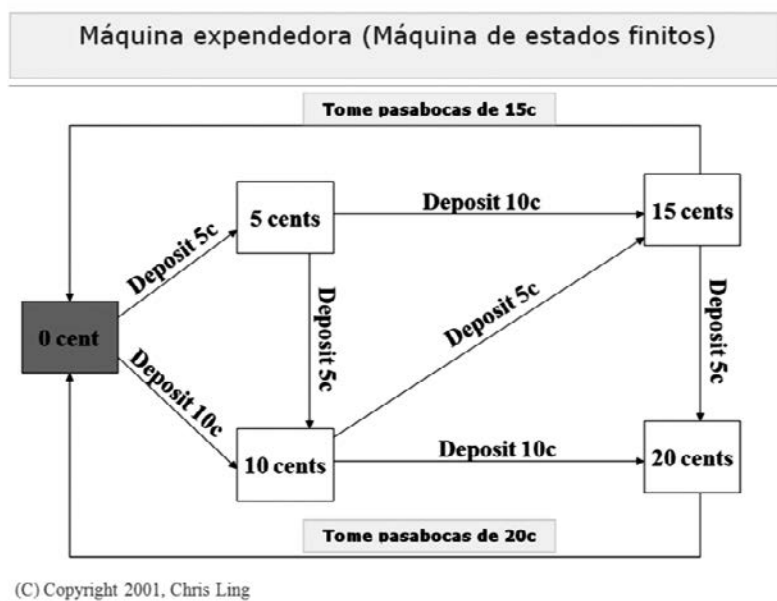 Máquina expendedora (Máquina de estados finitos)
Tome pasabocas de 15c
5 cents
Deposit 10c
15 cents
Deposit 5c
Deposit 5c
Deposit 5c
Deposit 5c
0 cent
Deposit 10c
10 cents
Deposit 10c
20 cents
Tome pasabocas de 20c
(C) Copyright 2001, Chris Ling